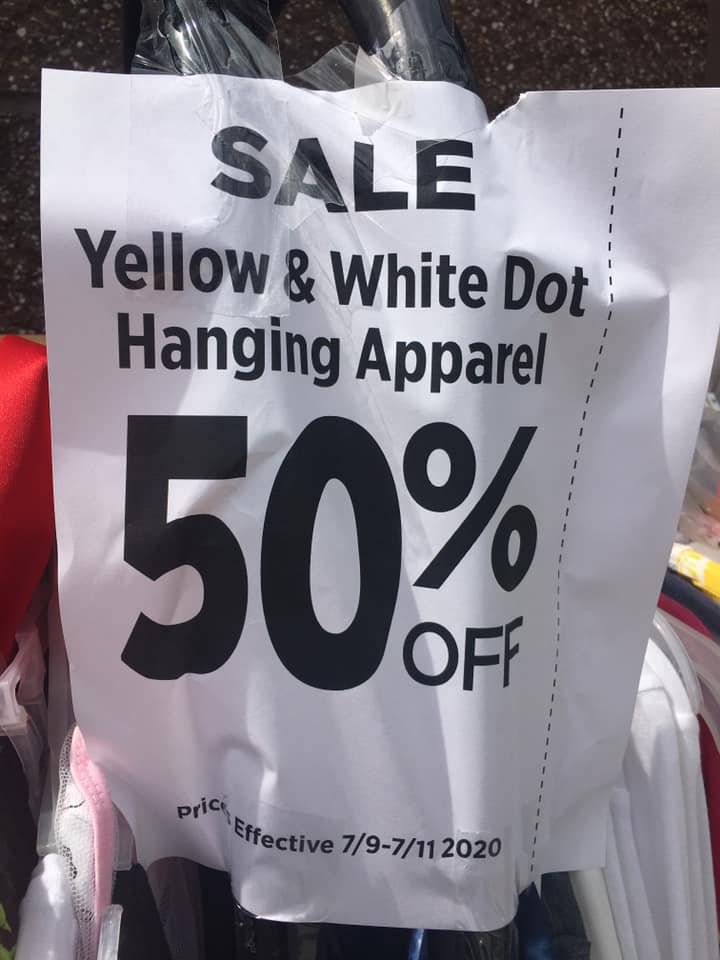 SALE
Yellow & White Dot
Hanging Apparel
50%
OFF
Prices Effective 7/9-7/11 2020